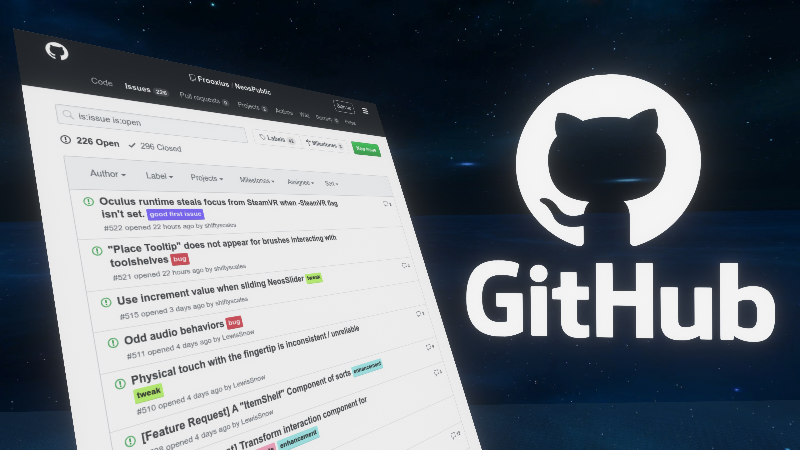 Frooxius / NeosPublic
Code Issues 226 Pull requests Projects Actions Wiki
is:issue is:open
Labels Milestones
New issue
226 Open 296 Closed
Author Label Projects Milestones Assignee Sort
Oculus runtime steals focus from SteamVR when -SteamVR flag
isn't set. good first issue
#522 opened 22 hours ago by shiftyscales
"Place Tooltip" does not appear for brushes interacting with
toolshelves bug
#521 opened 22 hours ago by shiftyscales
Use increment value when sliding NeosSlider tweak
#515 opened 3 days ago by shiftyscales
Odd audio behaviors bug
#511 opened 4 days ago by LewisSnow
Physical touch with the fingertip is inconsistent / unreliable
tweak
#510 opened 4 days ago by LewisSnow
[Feature Request] A "ItemShelf" Component of sorts enhancement
opened 4 days ago by LewisSnow
Transform interaction component for
enhancement
GitHub